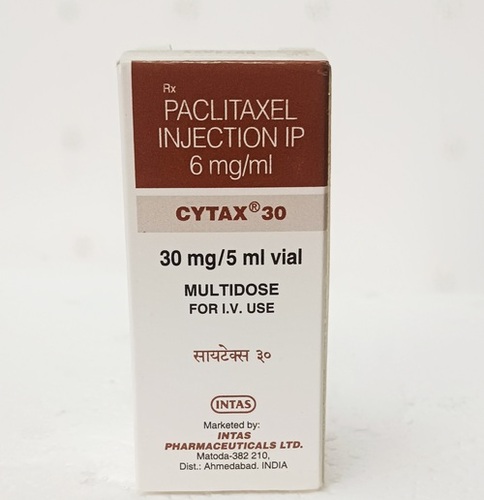 Rx
PACLITAXEL
INJECTION IP
6 mg/ml
CYTAX® 30
30 mg/5 ml vial
MULTIDOSE
FOR I.V. USE
सायटेक्स ३०
INTAS
Marketed by:
INTAS
PHARMACEUTICALS LTD.
Matoda-382 210,
Dist.: Ahmedabad. INDIA